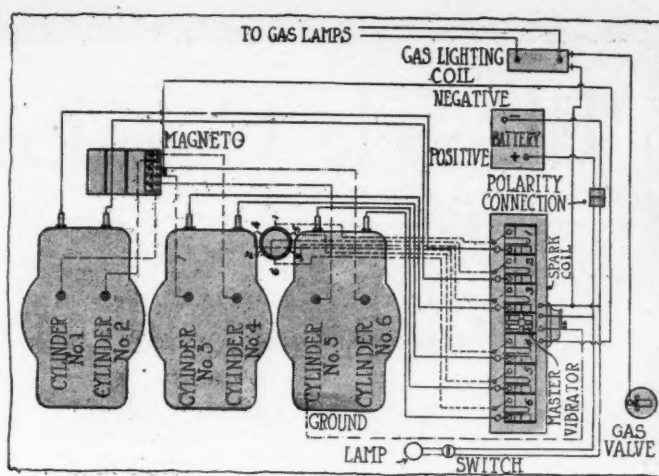 TO GAS LAMPS
GAS LIGHTING
COIL
NEGATIVE
BATTERY
POSITIVE
MAGNETO
POLARITY
CONNECTION
SPARK
COIL
CYLINDER
No.1
CYLINDER
No.2
CYLINDER
No.3
CYLINDER
No.4
CYLINDER
No.5
CYLINDER
No.6
GROUND
MASTER
VIBRATOR
LAMP
SWITCH
GAS
VALVE